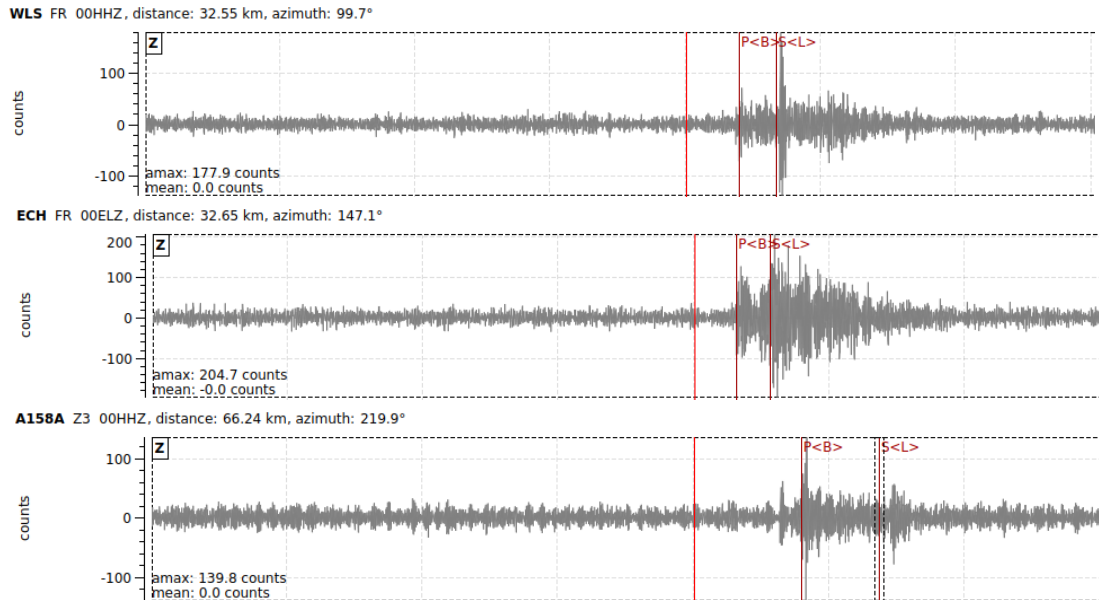 WLS FR 00HHZ, distance: 32.55 km, azimuth: 99.7°
Z
P<B>
S<L>
100
0
-100
counts
amax: 177.9 counts
mean: 0.0 counts
ECH FR 00ELZ, distance: 32.65 km, azimuth: 147.1°
Z
P<B>
S<L>
200
100
0
-100
counts
amax: 204.7 counts
mean: -0.0 counts
A158A Z3 00HHZ, distance: 66.24 km, azimuth: 219.9°
Z
P<B>
S<L>
100
0
-100
counts
amax: 139.8 counts
mean: 0.0 counts